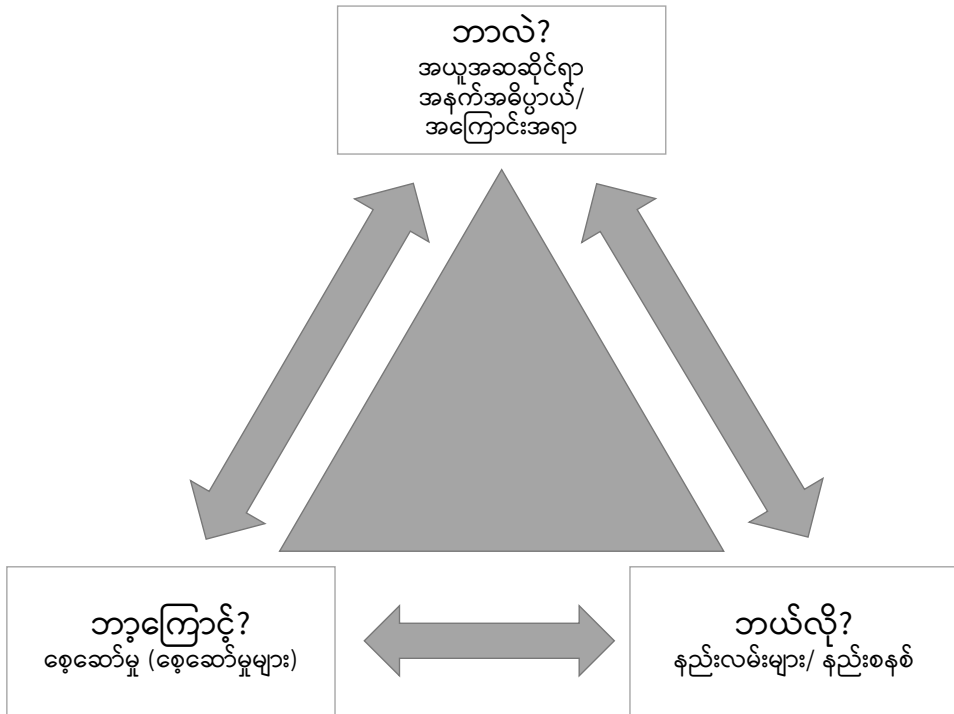 ဘာလဲ?
အယူအဆဆိုင်ရာ
အနက်အဓိပ္ပာယ်/
အကြောင်းအရာ
ဘာ့ကြောင့်?
စေ့ဆော်မှု (စေ့ဆော်မှုများ)
ဘယ်လို?
နည်းလမ်းများ/ နည်းစနစ်